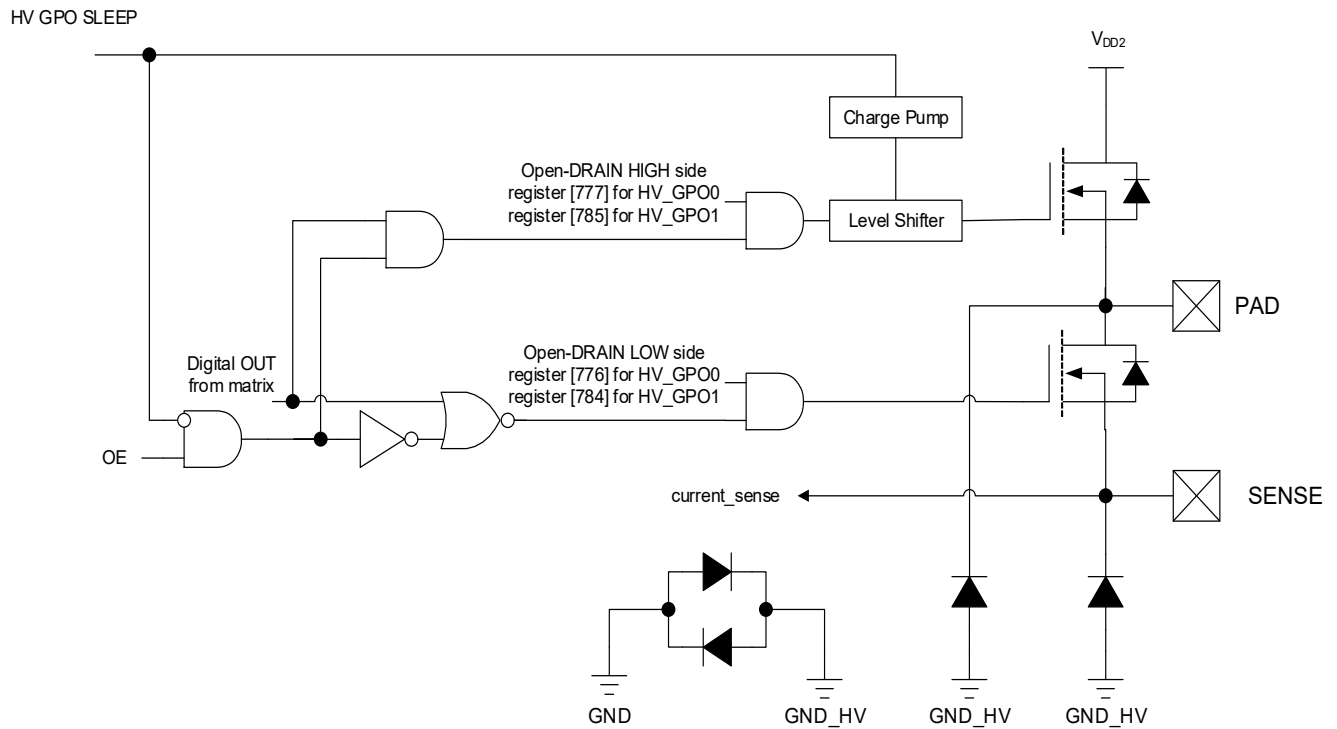 HV GPO SLEEP
VDD2
Charge Pump
Open-DRAIN HIGH side
register [777] for HV_GPO0
register [785] for HV_GPO1
Level Shifter
PAD
Digital OUT
from matrix
Open-DRAIN LOW side
register [776] for HV_GPO0
register [784] for HV_GPO1
OE
current_sense
SENSE
GND
GND_HV
GND_HV
GND_HV